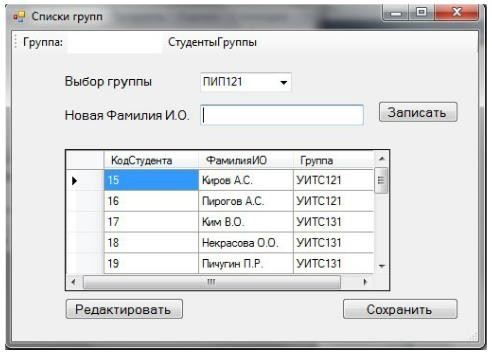 Списки групп
Группа: СтудентыГруппы
Выбор группы ПИП121
Новая Фамилия И.О. Записать
КодСтудента ФамилияИО Группа
15 Киров А.С. УИТС121
16 Пирогов А.С. УИТС121
17 Ким В.О. УИТС131
18 Некрасова О.О. УИТС131
19 Пичугин П.Р. УИТС131
Редактировать Сохранить